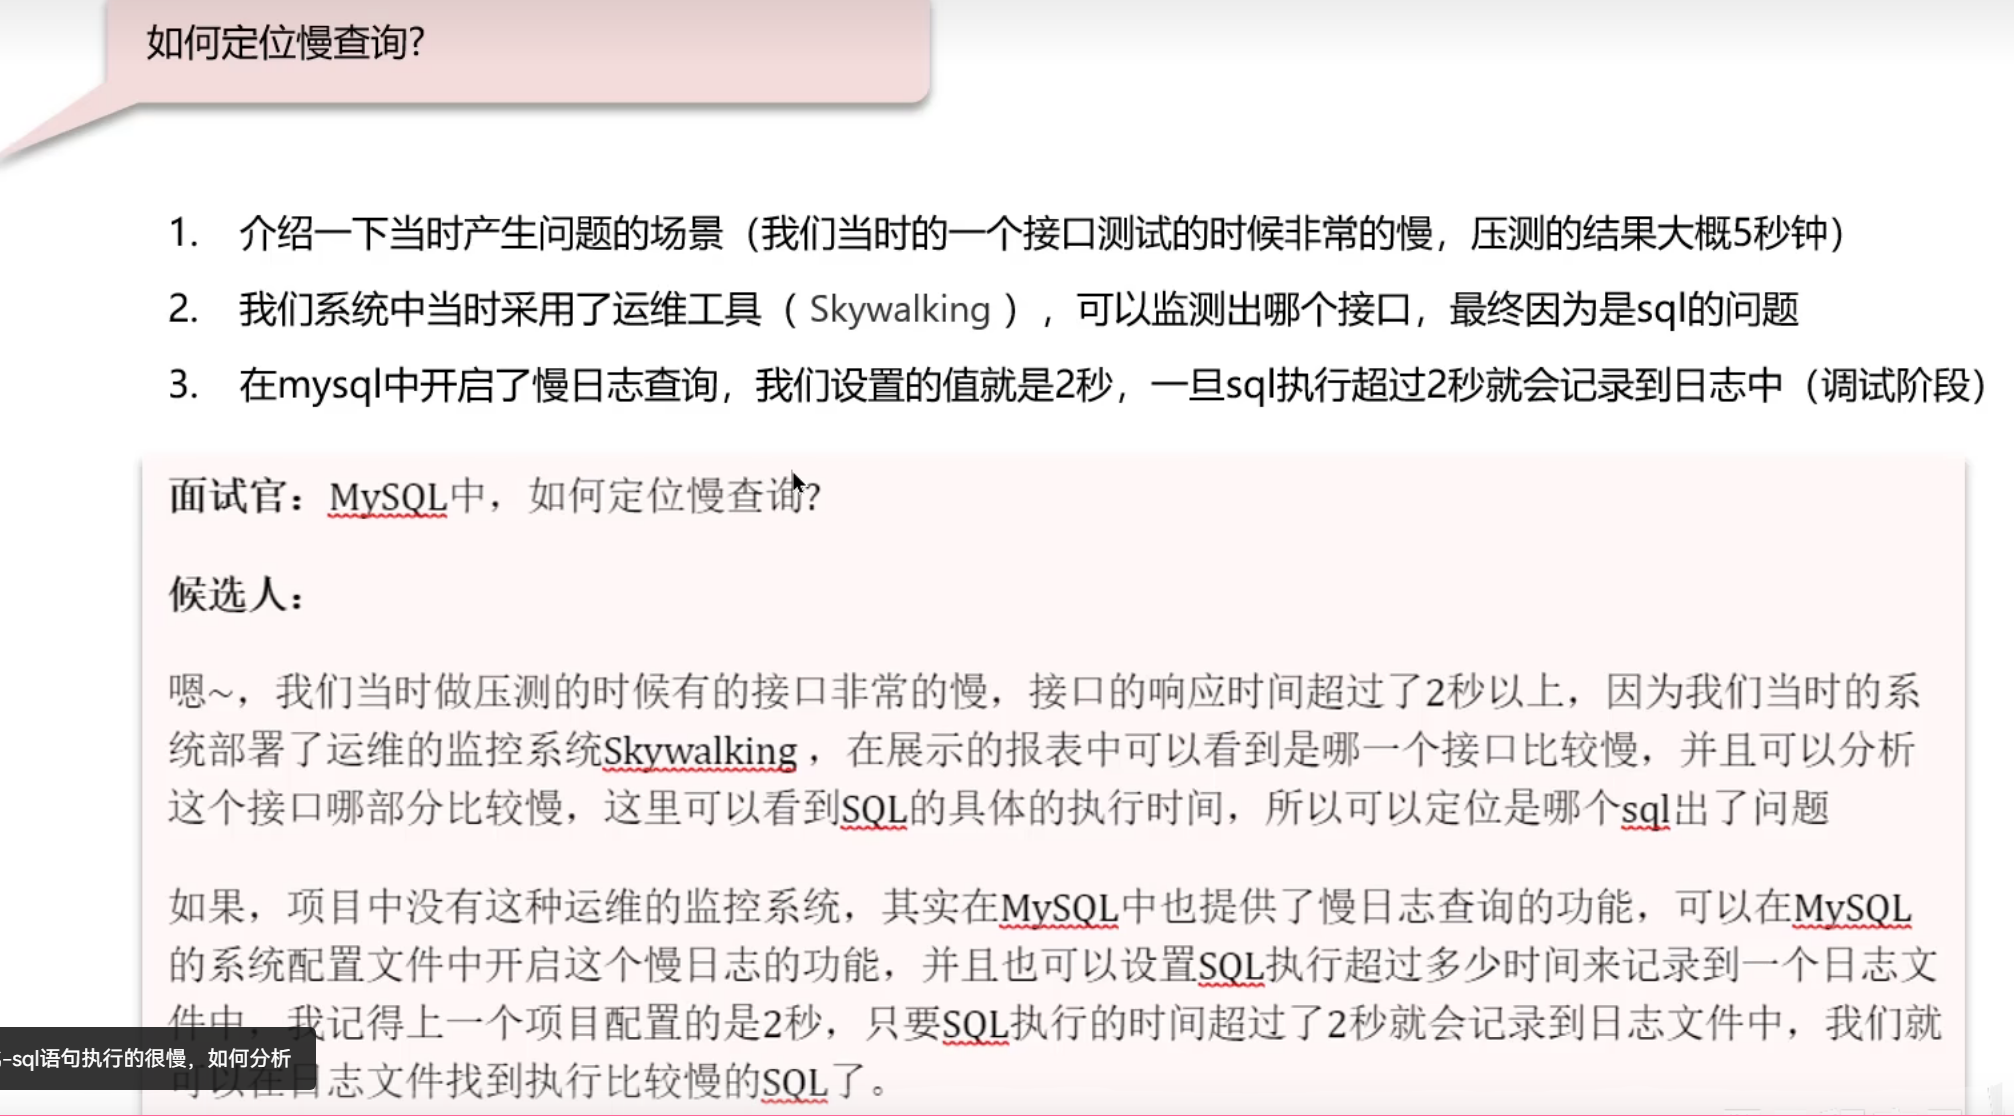 如何定位慢查询?
1. 介绍一下当时产生问题的场景（我们当时的一个接口测试的时候非常的慢，压测的结果大概5秒钟）
2. 我们系统中当时采用了运维工具（ Skywalking ），可以监测出哪个接口，最终因为是sql的问题
3. 在mysql中开启了慢日志查询，我们设置的值就是2秒，一旦sql执行超过2秒就会记录到日志中（调试阶段）
面试官：MySQL中，如何定位慢查询?
候选人：
嗯~，我们当时做压测的时候有的接口非常的慢，接口的响应时间超过了2秒以上，因为我们当时的系
统部署了运维的监控系统Skywalking ，在展示的报表中可以看到是哪一个接口比较慢，并且可以分析
这个接口哪部分比较慢，这里可以看到SQL的具体的执行时间，所以可以定位是哪个sql出了问题
如果，项目中没有这种运维的监控系统，其实在MySQL中也提供了慢日志查询的功能，可以在MySQL
的系统配置文件中开启这个慢日志的功能，并且也可以设置SQL执行超过多少时间来记录到一个日志文
件中，我记得上一个项目配置的是2秒，只要SQL执行的时间超过了2秒就会记录到日志文件中，我们就
可以在日志文件找到执行比较慢的SQL了。
-sql语句执行的很慢，如何分析